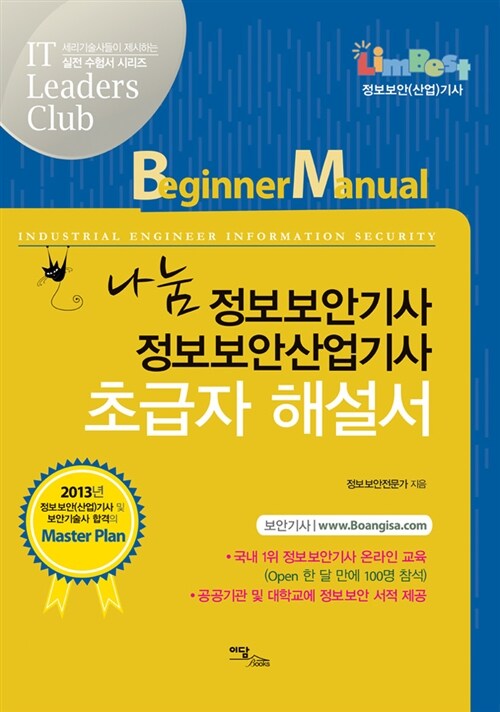 IT
Leaders
Club
세리기술사들이 제시하는
실전 수험서 시리즈
LimBest
정보보안(산업)기사
Beginner Manual
INDUSTRIAL ENGINEER INFORMATION SECURITY
나눔 정보보안기사
정보보안산업기사
초급자 해설서
정보보안전문가 지음
2013년
정보보안(산업)기사 및
보안기술사 합격의
Master Plan
보안기사 | www.Boangisa.com
• 국내 1위 정보보안기사 온라인 교육
(Open 한 달 만에 100명 참석)
• 공공기관 및 대학교에 정보보안 서적 제공
이담
Books